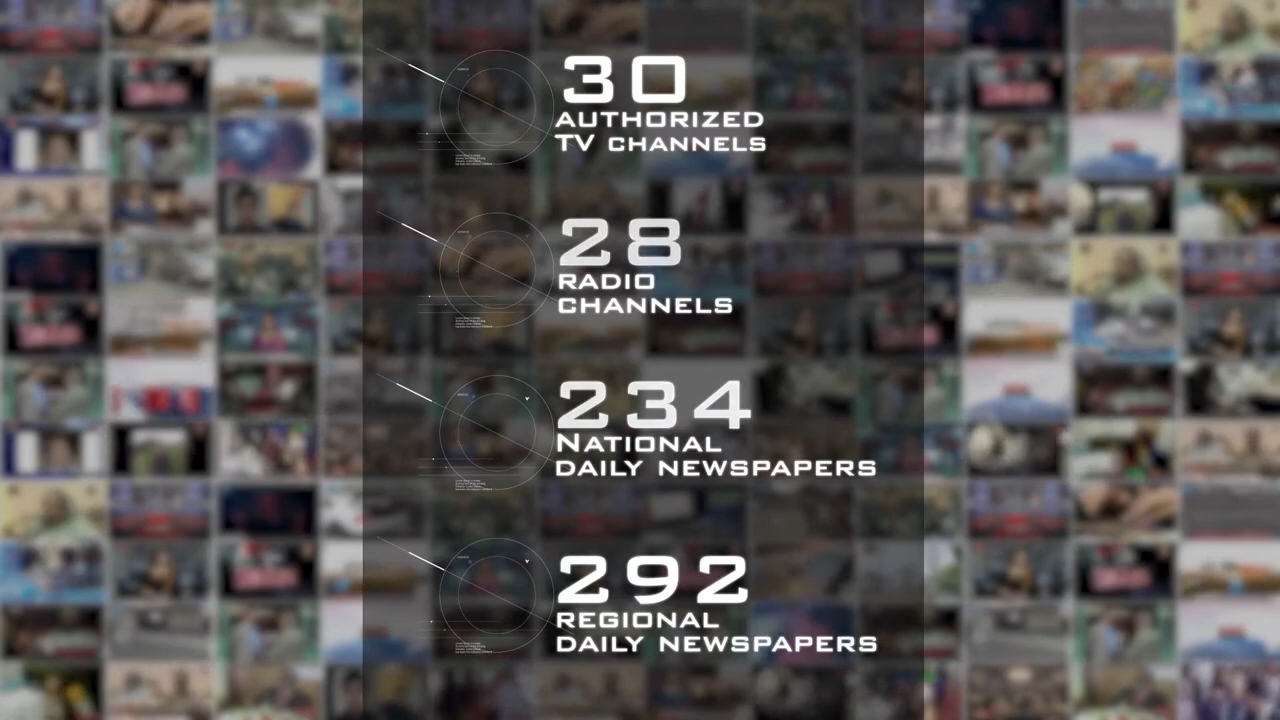 30
AUTHORIZED
TV CHANNELS
28
RADIO
CHANNELS
234
NATIONAL
DAILY NEWSPAPERS
292
REGIONAL
DAILY NEWSPAPERS